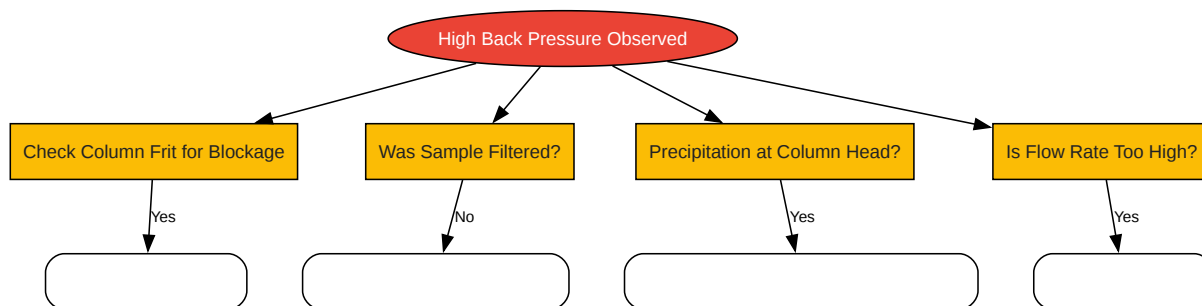 High Back Pressure Observed
Check Column Frit for Blockage
Was Sample Filtered?
Precipitation at Column Head?
Is Flow Rate Too High?
Yes
No
Yes
Yes